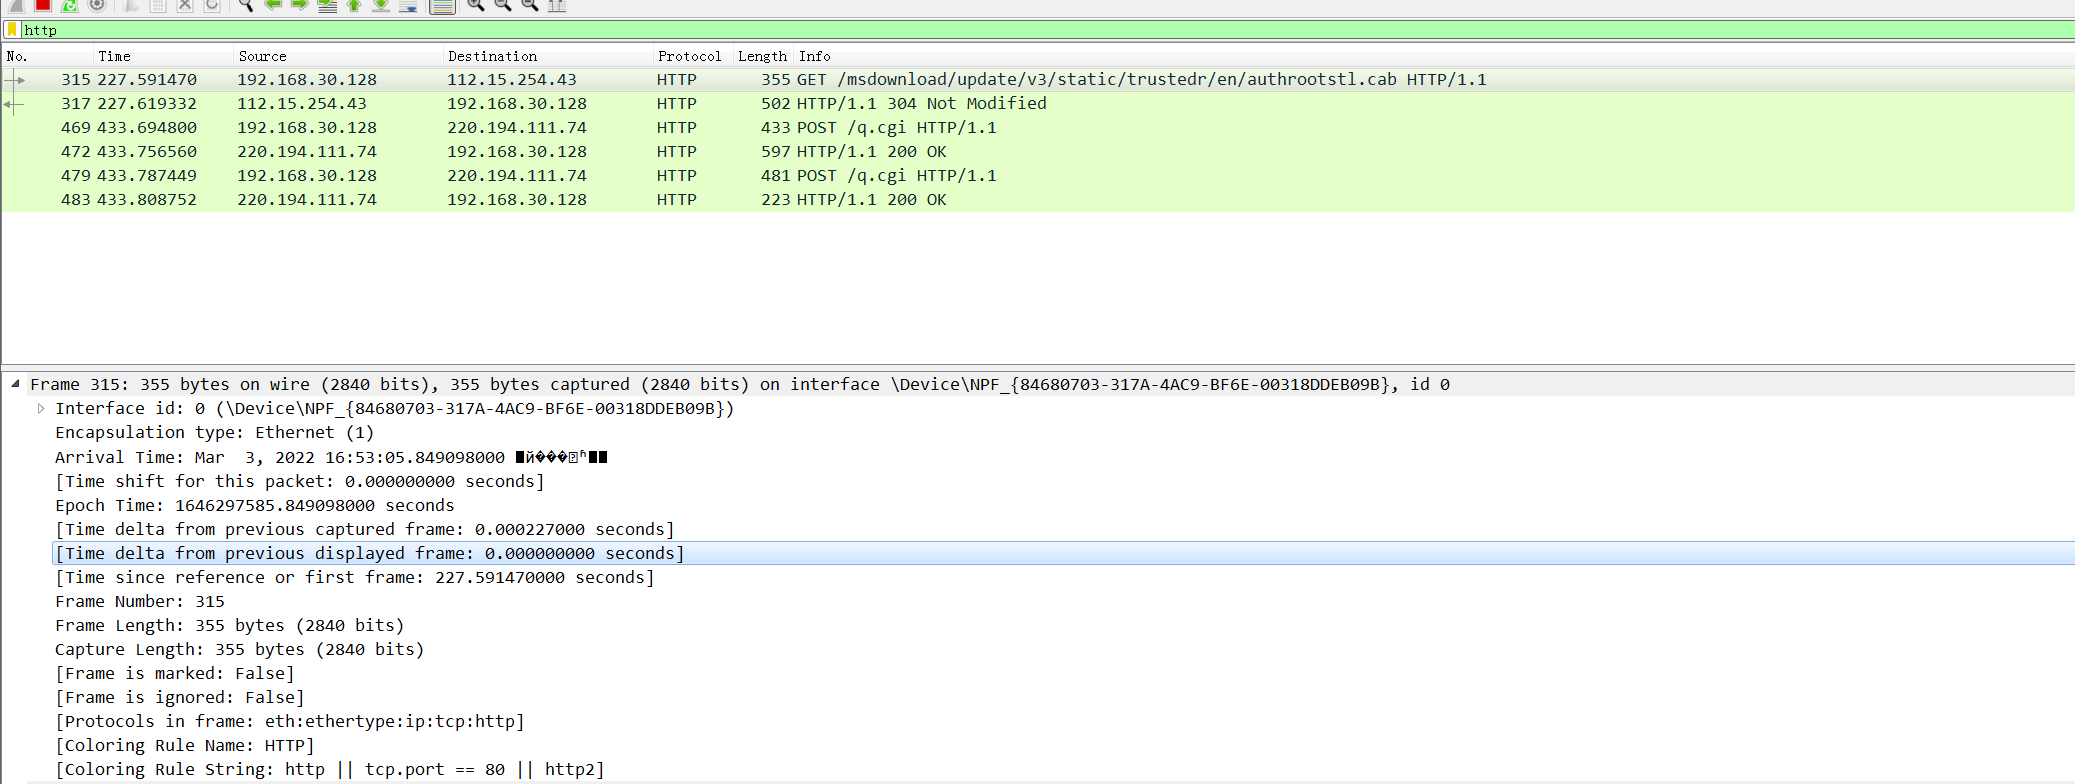 http
No. Time Source Destination Protocol Length Info
315 227.591470 192.168.30.128 112.15.254.43 HTTP 355 GET /msdownload/update/v3/static/trustedr/en/authrootstl.cab HTTP/1.1
317 227.619332 112.15.254.43 192.168.30.128 HTTP 502 HTTP/1.1 304 Not Modified
469 433.694800 192.168.30.128 220.194.111.74 HTTP 433 POST /q.cgi HTTP/1.1
472 433.756560 220.194.111.74 192.168.30.128 HTTP 597 HTTP/1.1 200 OK
479 433.787449 192.168.30.128 220.194.111.74 HTTP 481 POST /q.cgi HTTP/1.1
483 433.808752 220.194.111.74 192.168.30.128 HTTP 223 HTTP/1.1 200 OK
Frame 315: 355 bytes on wire (2840 bits), 355 bytes captured (2840 bits) on interface \Device\NPF_{84680703-317A-4AC9-BF6E-00318DDEB09B}, id 0
Interface id: 0 (\Device\NPF_{84680703-317A-4AC9-BF6E-00318DDEB09B})
Encapsulation type: Ethernet (1)
Arrival Time: Mar  3, 2022 16:53:05.849098000
[Time shift for this packet: 0.000000000 seconds]
Epoch Time: 1646297585.849098000 seconds
[Time delta from previous captured frame: 0.000227000 seconds]
[Time delta from previous displayed frame: 0.000000000 seconds]
[Time since reference or first frame: 227.591470000 seconds]
Frame Number: 315
Frame Length: 355 bytes (2840 bits)
Capture Length: 355 bytes (2840 bits)
[Frame is marked: False]
[Frame is ignored: False]
[Protocols in frame: eth:ethertype:ip:tcp:http]
[Coloring Rule Name: HTTP]
[Coloring Rule String: http || tcp.port == 80 || http2]